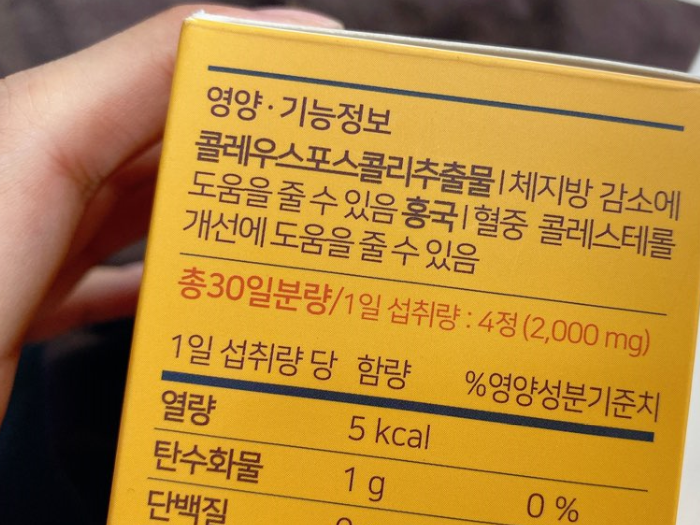 영양·기능정보
콜레우스포스콜리추출물 | 체지방 감소에
도움을 줄 수 있음 홍국 | 혈중 콜레스테롤
개선에 도움을 줄 수 있음
총30일분량/1일 섭취량 : 4정 (2,000 mg)
1일 섭취량 당 함량 %영양성분기준치
열량 5 kcal
탄수화물 1 g 0 %
단백질